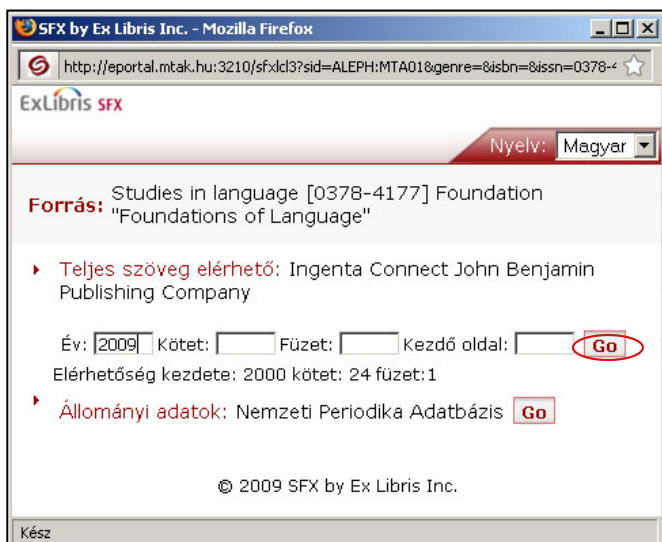 SFX by Ex Libris Inc. - Mozilla Firefox
http://eportal.mtak.hu:3210/sfxlcl3?sid=ALEPH:MTA01&genre=&isbn=&issn=0378-4
ExLibris SFX
Nyelv: Magyar
Forrás: Studies in language [0378-4177] Foundation
"Foundations of Language"
Teljes szöveg elérhető: Ingenta Connect John Benjamin
Publishing Company
Év: 2009 Kötet: Füzet: Kezdő oldal: Go
Elérhetőség kezdete: 2000 kötet: 24 füzet:1
Állományi adatok: Nemzeti Periodika Adatbázis Go
© 2009 SFX by Ex Libris Inc.
Kész